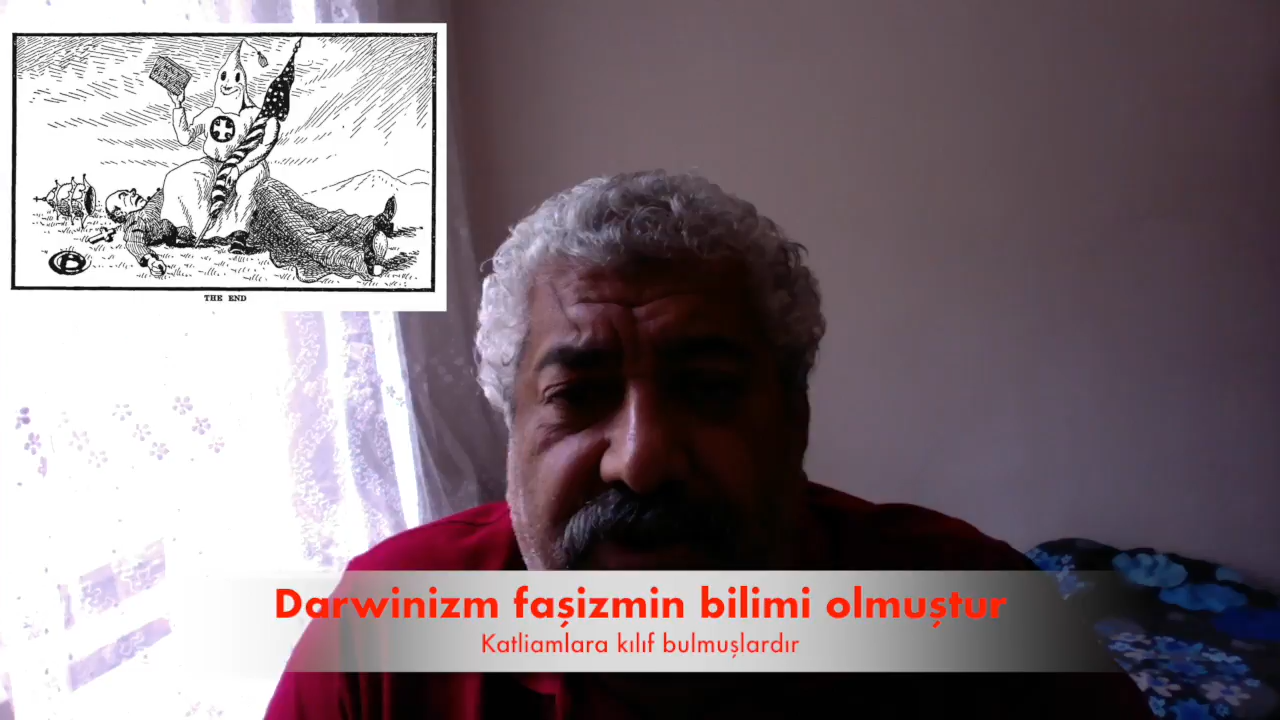 THE END
Darwinizm faşizmin bilimi olmuştur
Katliamlara kılıf bulmuşlardır